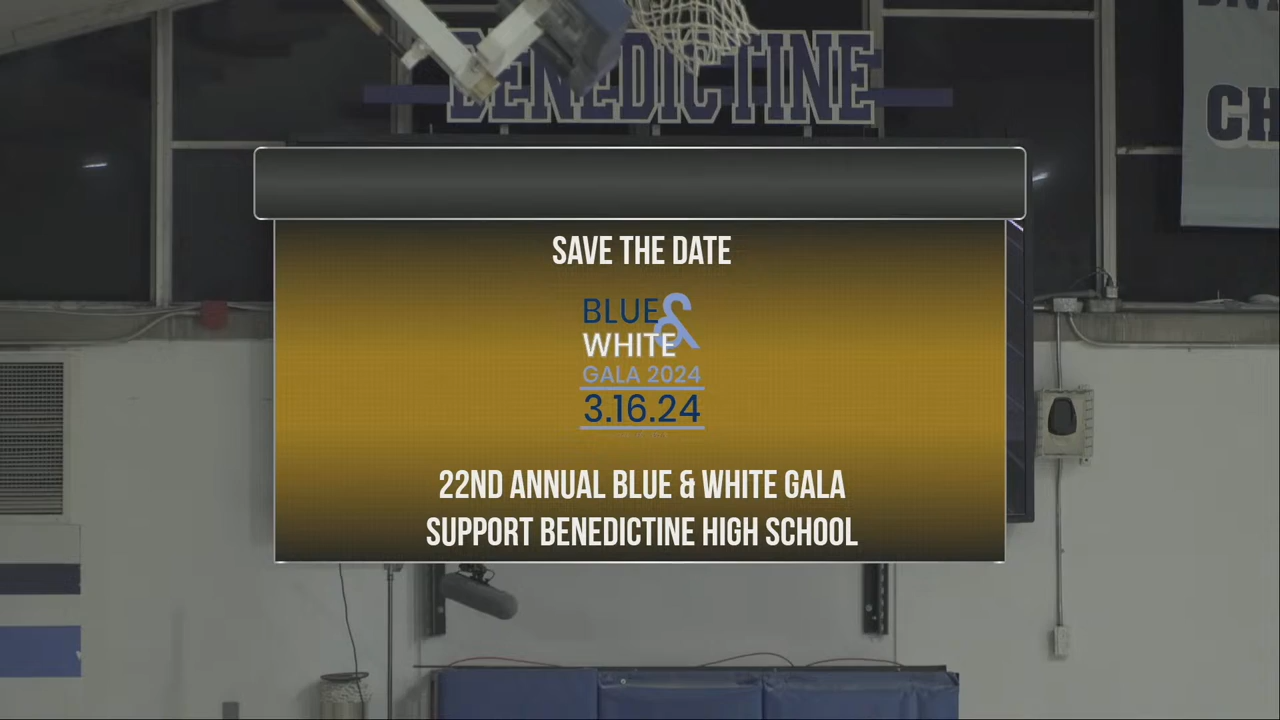 BENEDICTINE
CH
SAVE THE DATE
BLUE &
WHITE
GALA 2024
3.16.24
22ND ANNUAL BLUE & WHITE GALA
SUPPORT BENEDICTINE HIGH SCHOOL